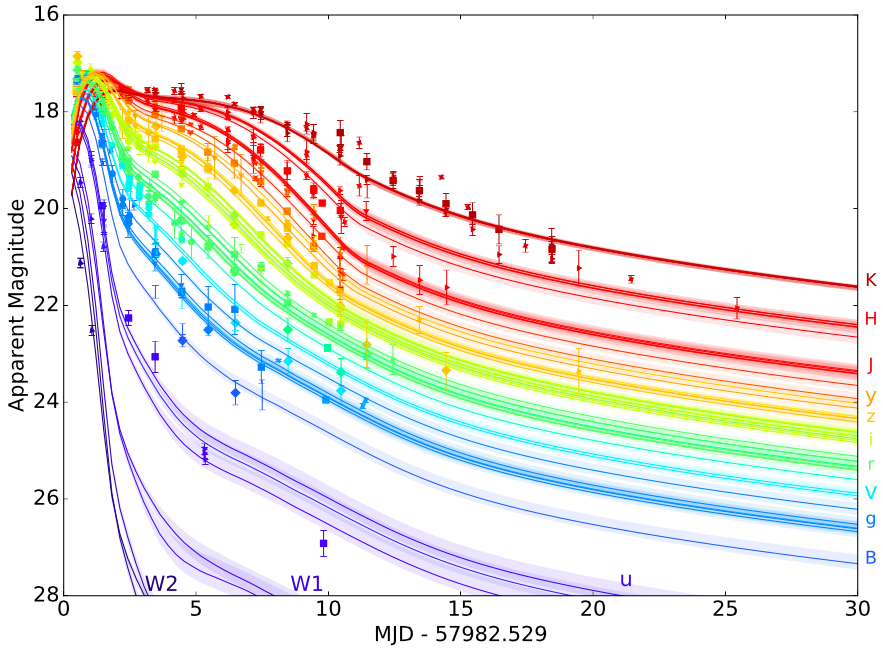 16
18
20
22
24
26
28
Apparent Magnitude
K
H
J
y
z
i
r
V
g
B
W2
W1
u
0 5 10 15 20 25 30
MJD - 57982.529